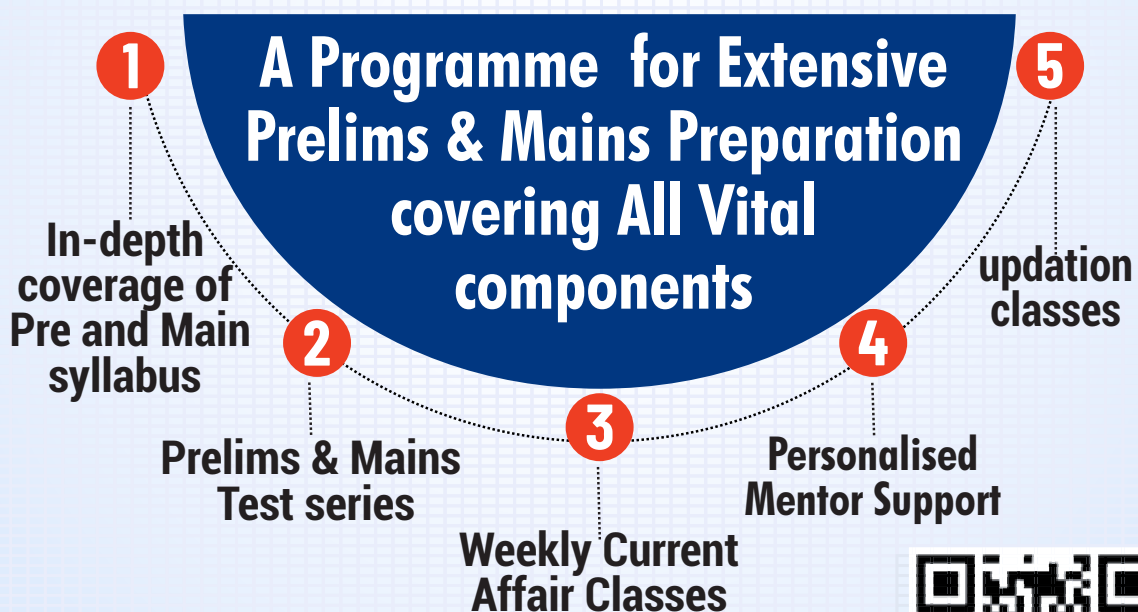 A Programme for Extensive
Prelims & Mains Preparation
covering All Vital
components
1
In-depth
coverage of
Pre and Main
syllabus
2
Prelims & Mains
Test series
3
Weekly Current
Affair Classes
4
Personalised
Mentor Support
5
updation
classes